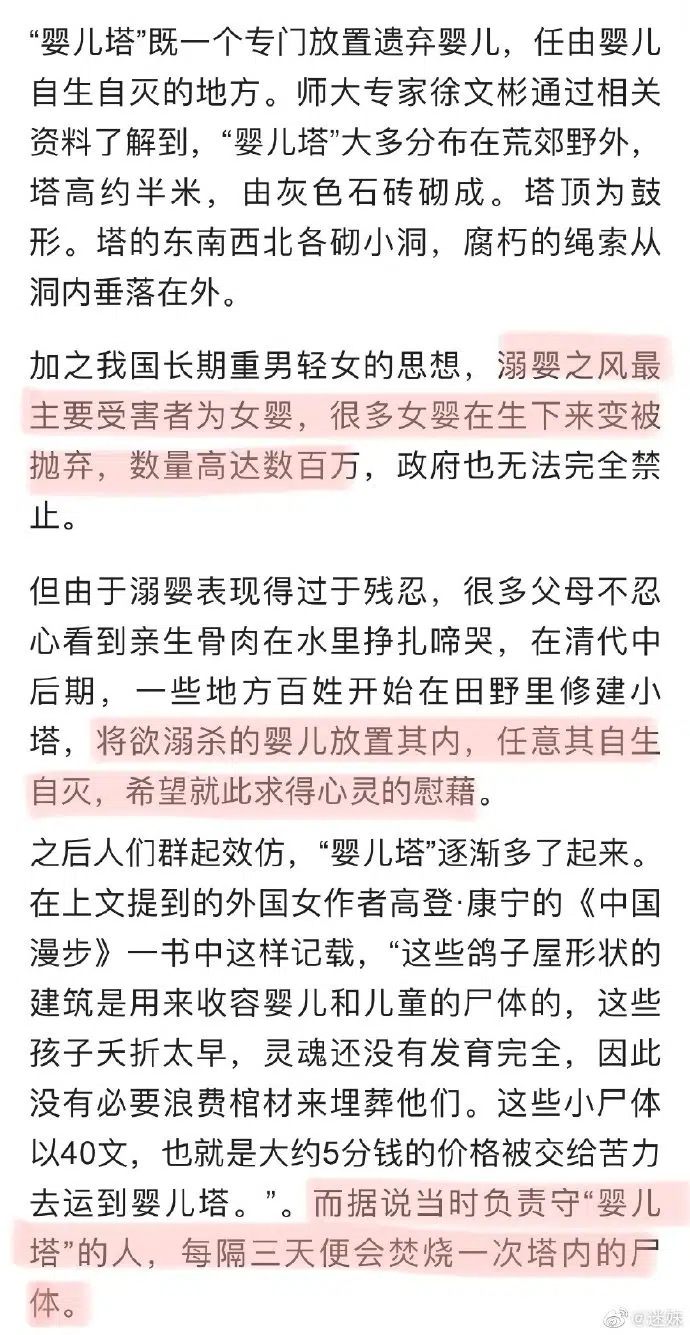 “婴儿塔”既一个专门放置遗弃婴儿，任由婴儿
自生自灭的地方。师大专家徐文彬通过相关
资料了解到，“婴儿塔”大多分布在荒郊野外，
塔高约半米，由灰色石砖砌成。塔顶为鼓
形。塔的东南西北各砌小洞，腐朽的绳索从
洞内垂落在外。
加之我国长期重男轻女的思想，溺婴之风最
主要受害者为女婴，很多女婴在生下来变被
抛弃，数量高达数百万，政府也无法完全禁
止。
但由于溺婴表现得过于残忍，很多父母不忍
心看到亲生骨肉在水里挣扎啼哭，在清代中
后期，一些地方百姓开始在田野里修建小
塔，将欲溺杀的婴儿放置其内，任意其自生
自灭，希望就此求得心灵的慰藉。
之后人们群起效仿，“婴儿塔”逐渐多了起来。
在上文提到的外国女作者高登·康宁的《中国
漫步》一书中这样记载，“这些鸽子屋形状的
建筑是用来收容婴儿和儿童的尸体的，这些
孩子夭折太早，灵魂还没有发育完全，因此
没有必要浪费棺材来埋葬他们。这些小尸体
以40文，也就是大约5分钱的价格被交给苦力
去运到婴儿塔。”。而据说当时负责守“婴儿
塔”的人，每隔三天便会焚烧一次塔内的尸
体。
@迷妹